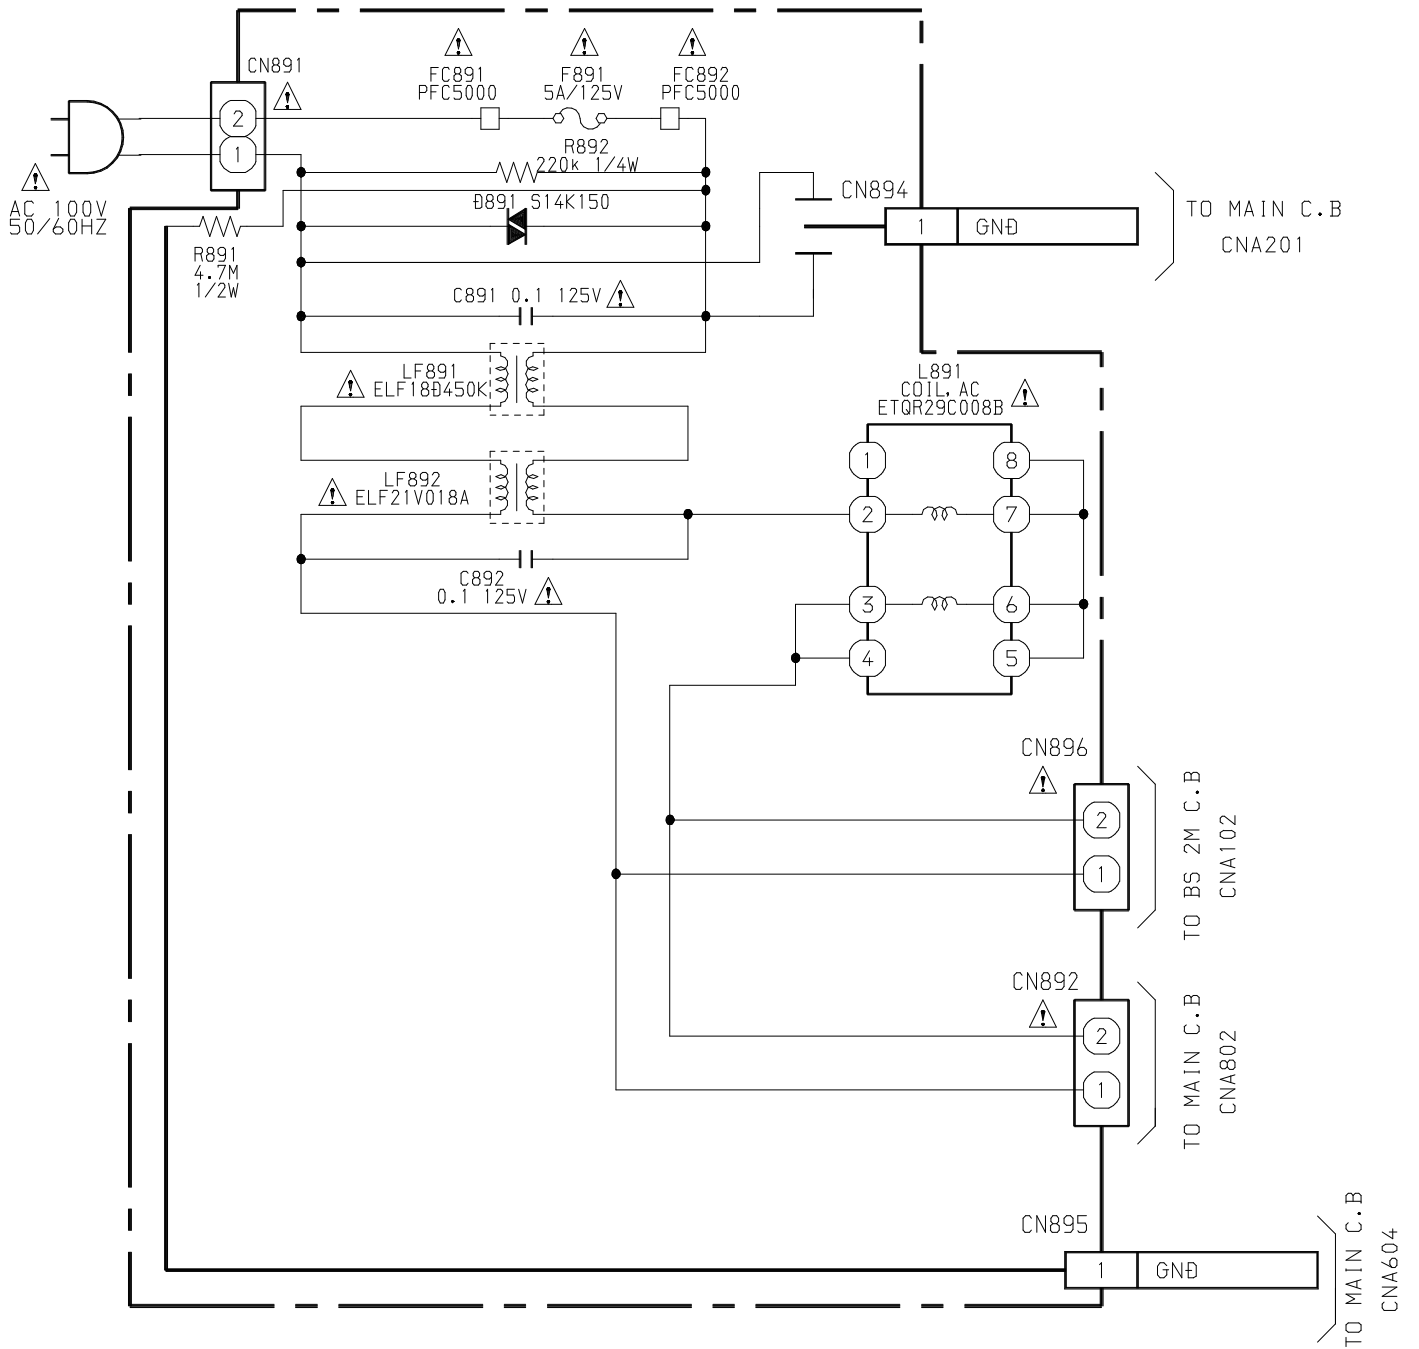 CN891
FC891
PFC5000
F891
5A/125V
FC892
PFC5000
2
1
R892
220k 1/4W
AC 100V
50/60HZ
D891 S14K150
CN894
1
GND
TO MAIN C.B
CNA201
R891
4.7M
1/2W
C891 0.1 125V
LF891
ELF18D450K
L891
COIL,AC
ETQR29C008B
1
8
LF892
ELF21V018A
2
7
C892
0.1 125V
3
6
4
5
CN896
2
1
TO BS 2M C.B
CNA102
CN892
2
1
TO MAIN C.B
CNA802
CN895
1
GND
TO MAIN C.B
CNA604